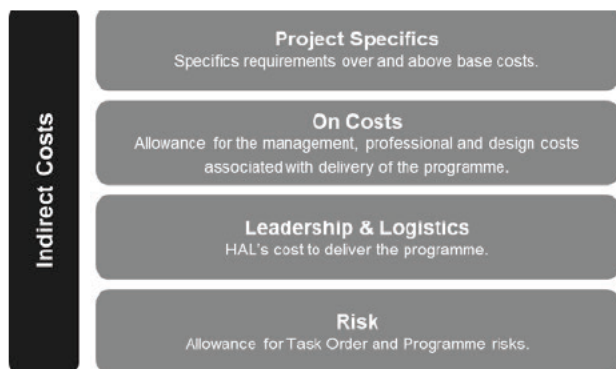 Indirect Costs
Project Specifics
Specifics requirements over and above base costs.
On Costs
Allowance for the management, professional and design costs
associated with delivery of the programme.
Leadership & Logistics
HAL's cost to deliver the programme.
Risk
Allowance for Task Order and Programme risks.